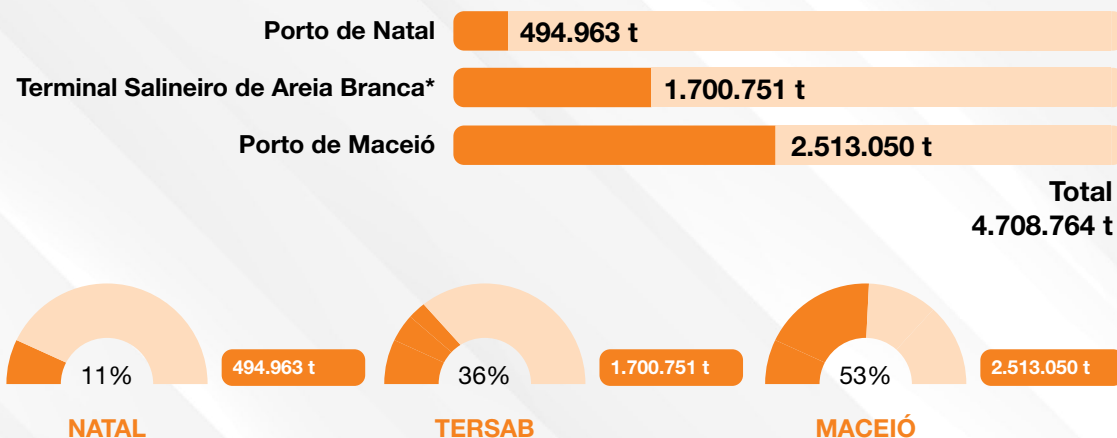 Porto de Natal 494.963 t
Terminal Salineiro de Areia Branca* 1.700.751 t
Porto de Maceió 2.513.050 t
Total
4.708.764 t
11% 494.963 t 36% 1.700.751 t 53% 2.513.050 t
NATAL TERSAB MACEIÓ